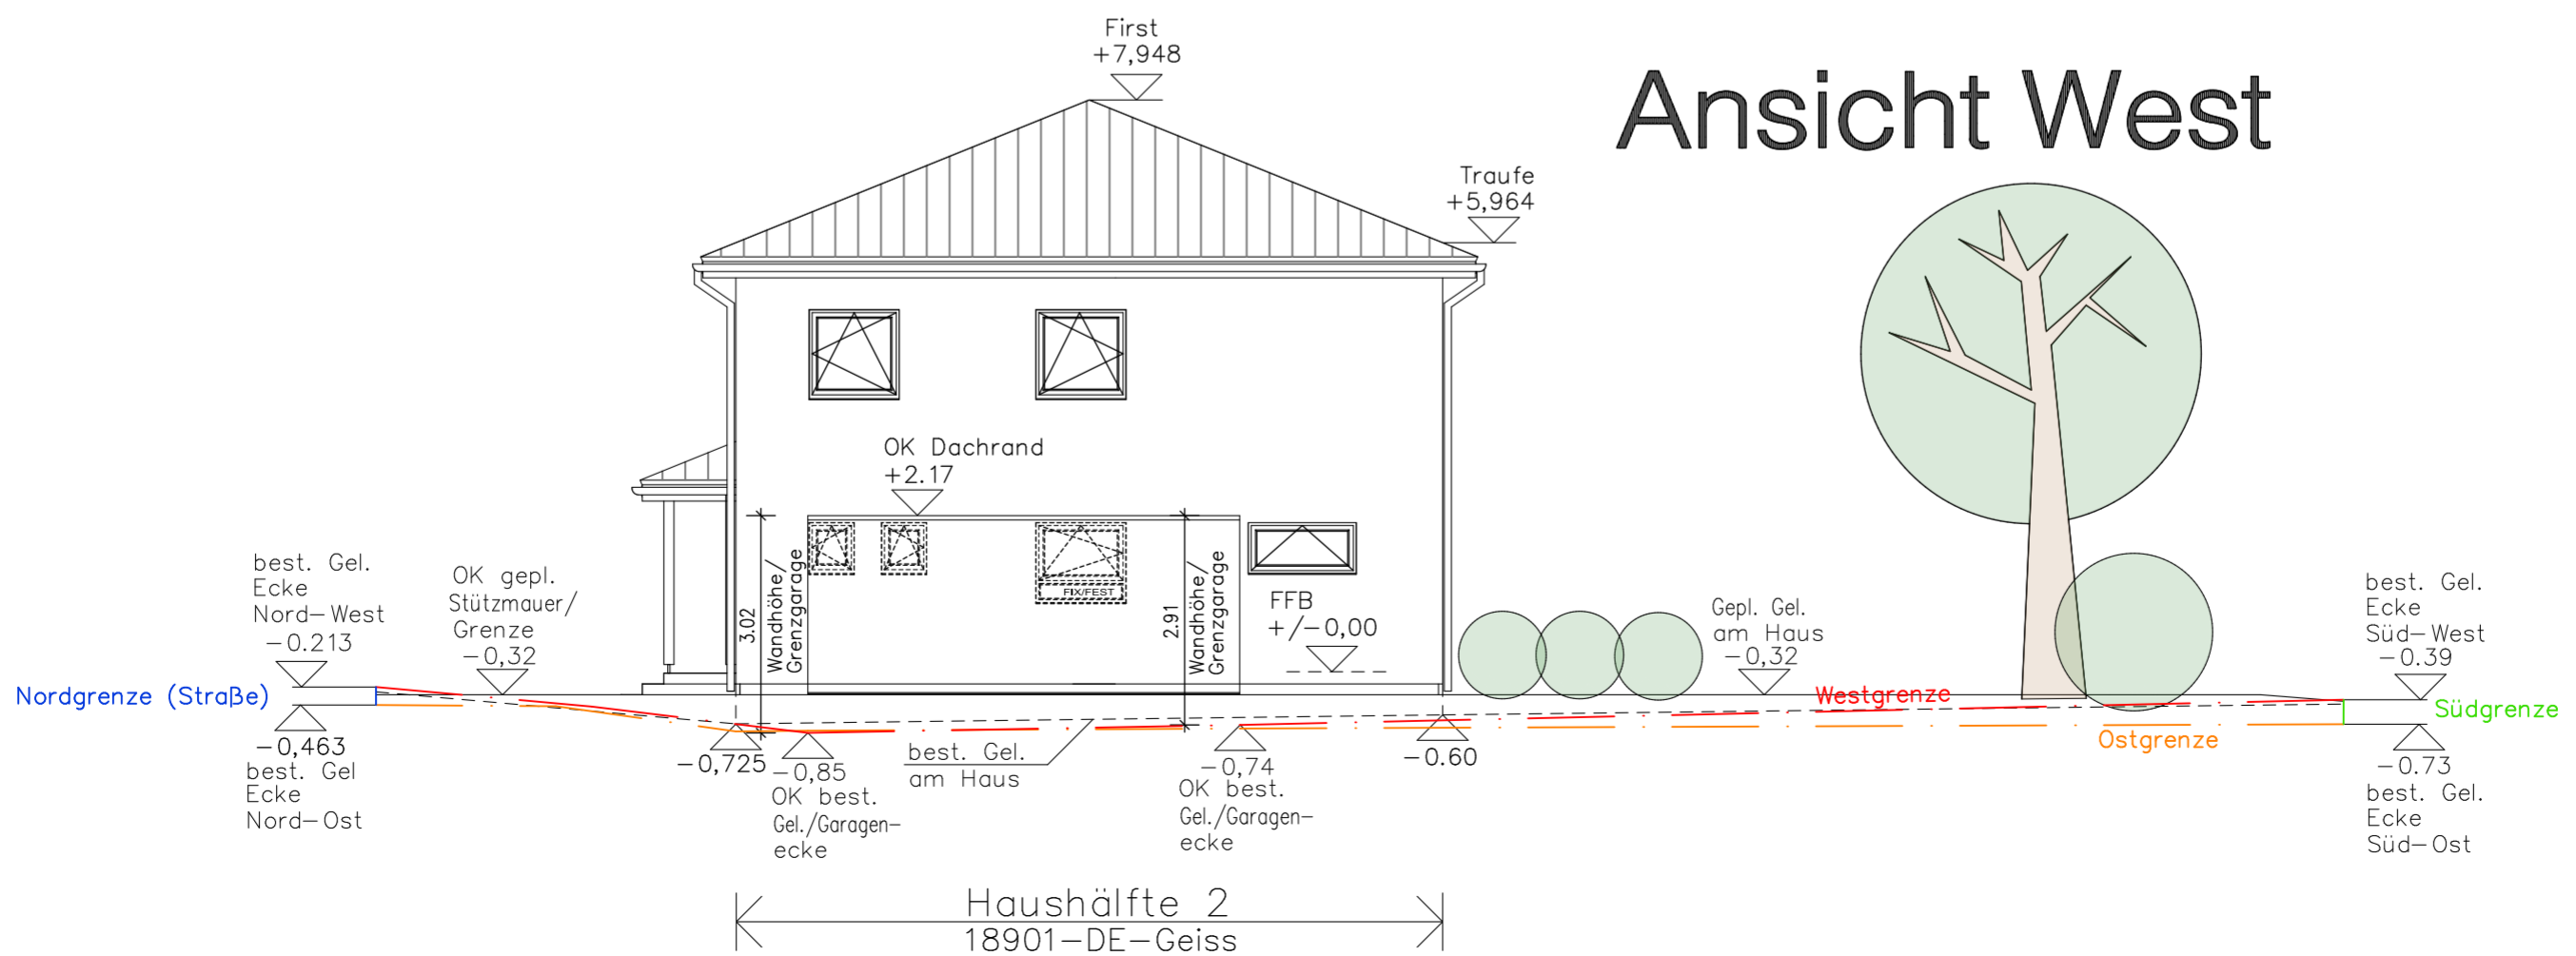 First
+7,948
Ansicht West
Traufe
+5,964
OK Dachrand
+2.17
best. Gel.
Ecke
Nord-West
-0.213
OK gepl.
Stützmauer/
Grenze
-0,32
3.02
Wandhöhe/
Grenzgarage
FIX/FEST
2.91
Wandhöhe/
Grenzgarage
FFB
+/-0,00
Gepl. Gel.
am Haus
-0,32
best. Gel.
Ecke
Süd-West
-0.39
Nordgrenze (Straße)
Westgrenze
Südgrenze
Ostgrenze
-0,463
best. Gel
Ecke
Nord-Ost
-0,725
-0,85
OK best.
Gel./Garagen-
ecke
best. Gel.
am Haus
-0,74
OK best.
Gel./Garagen-
ecke
-0.60
-0.73
best. Gel.
Ecke
Süd-Ost
Haushälfte 2
18901-DE-Geiss